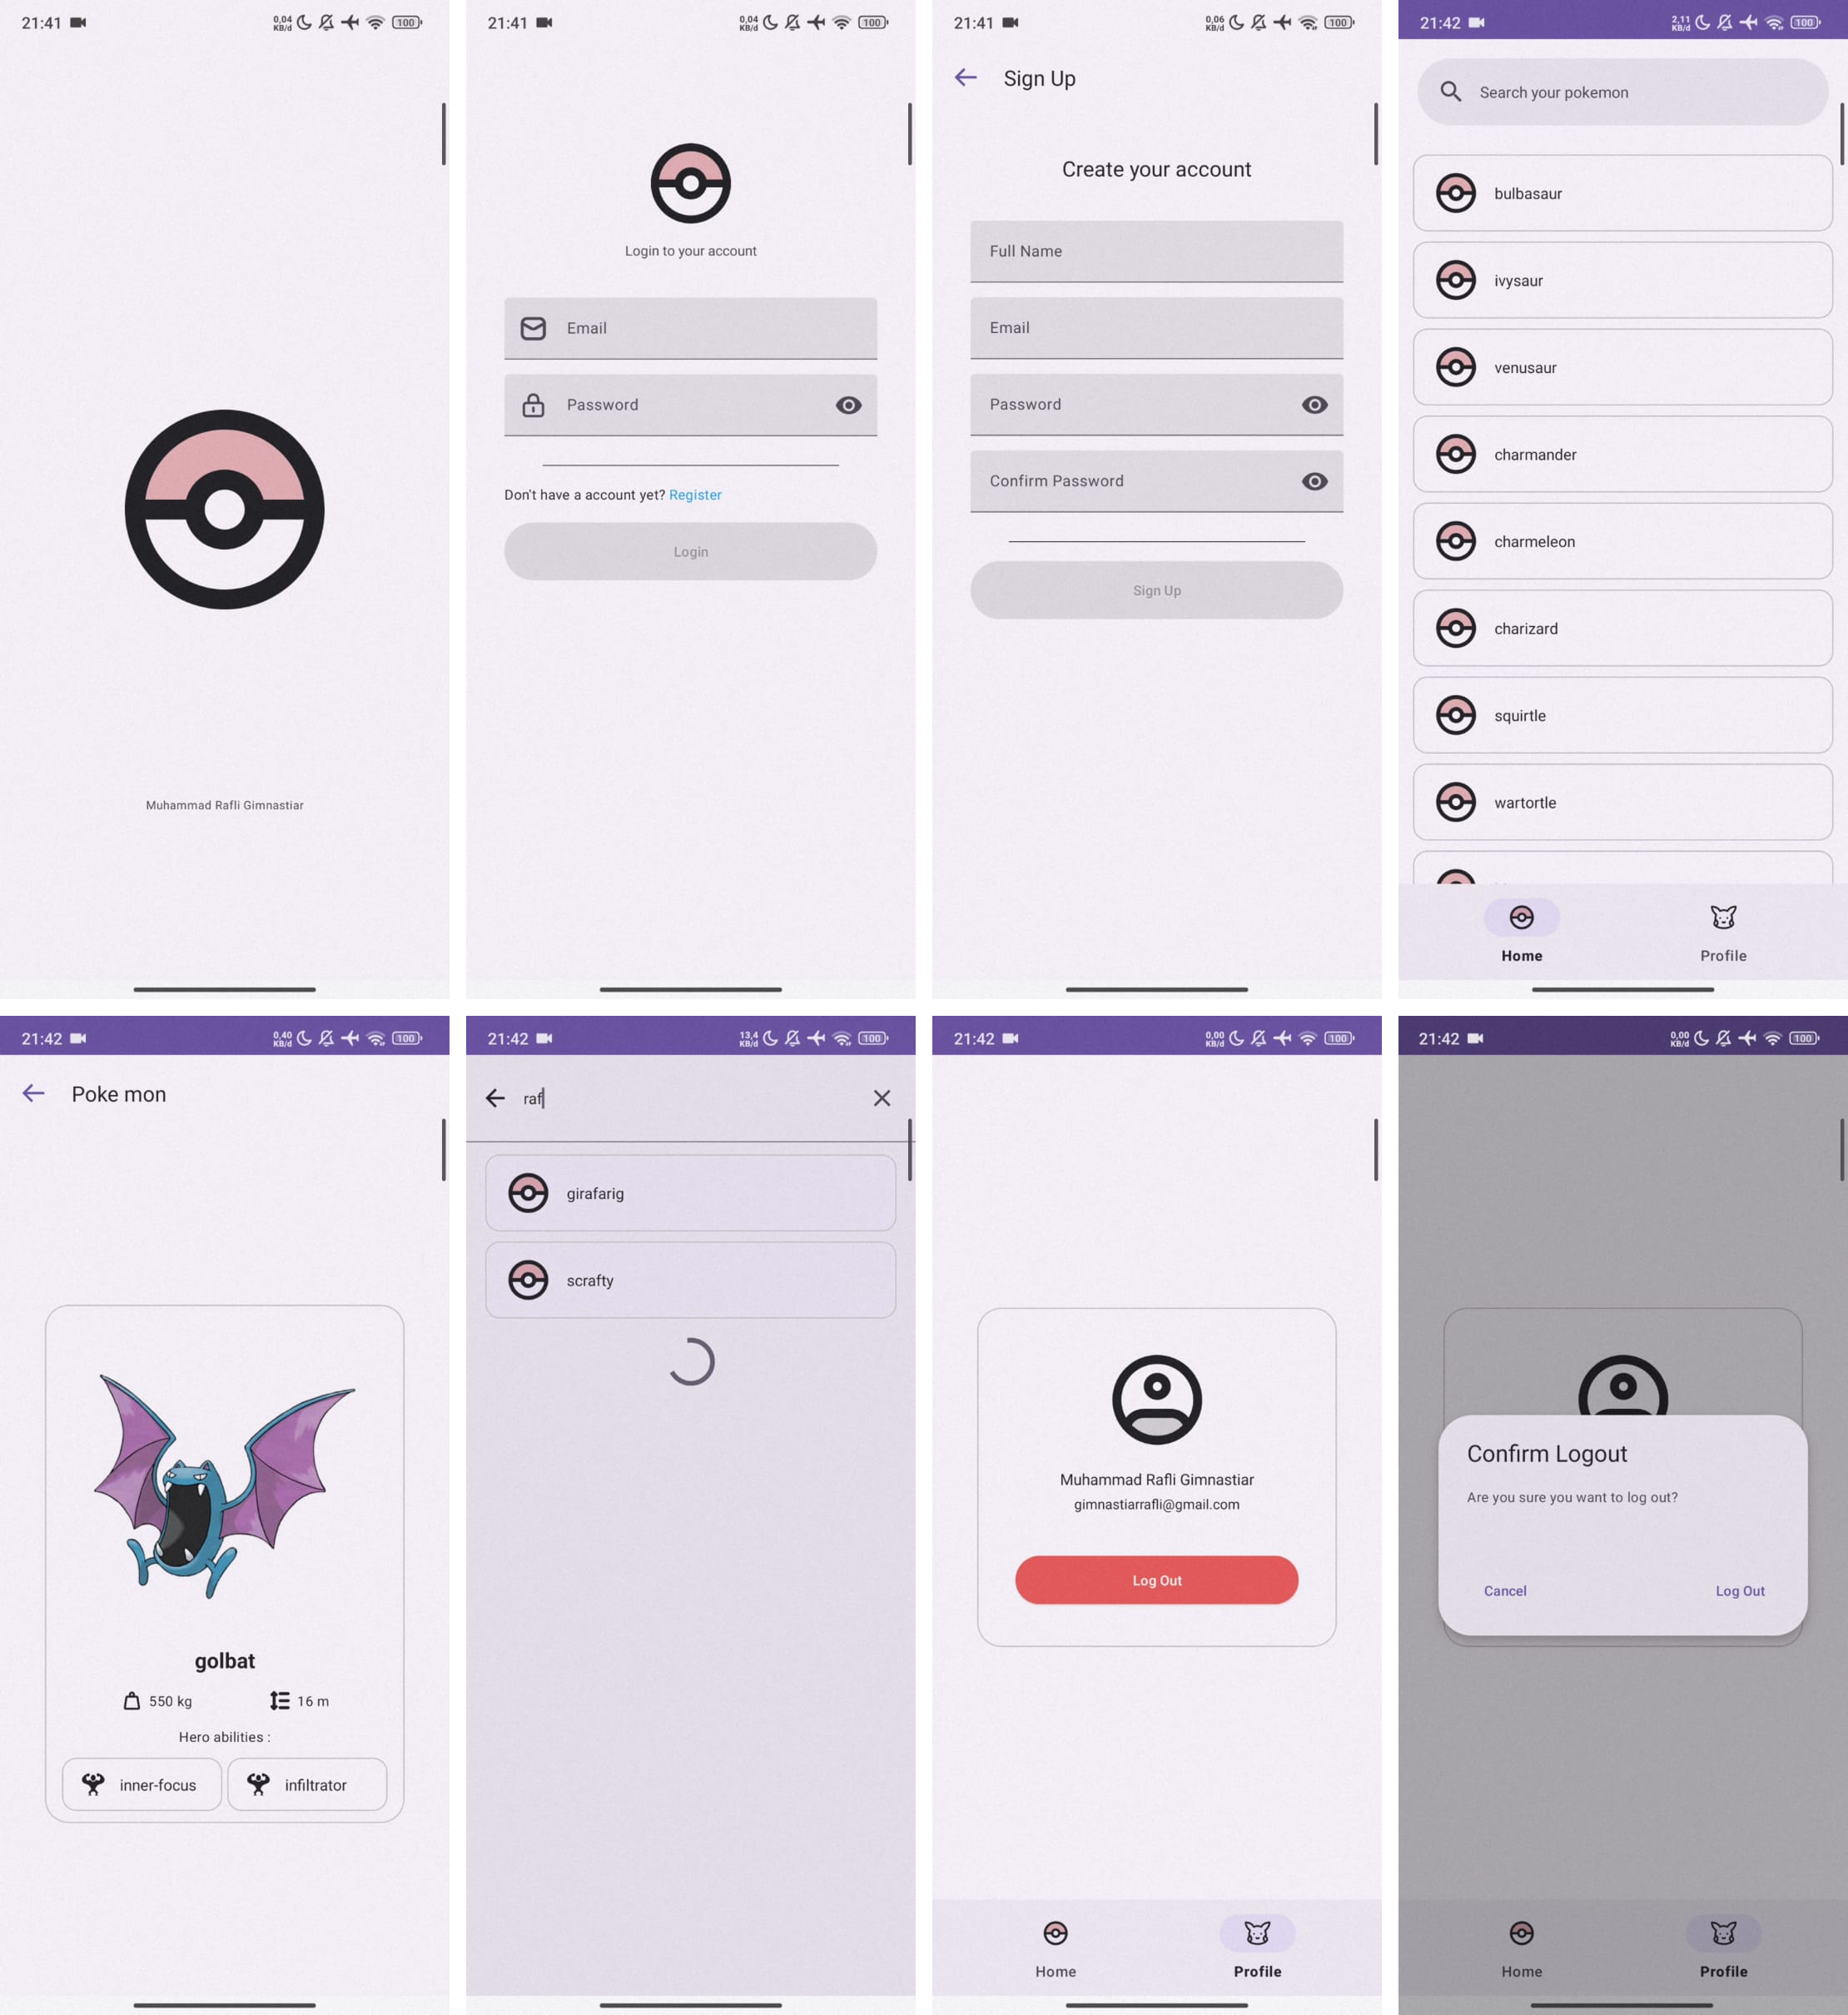 21:41
0,04 KB/d
100
Muhammad Rafli Gimnastiar
21:41
0,04 KB/d
100
Login to your account
Email
Password
Don't have a account yet? Register
Login
21:41
0,06 KB/d
100
Sign Up
Create your account
Full Name
Email
Password
Confirm Password
Sign Up
21:42
2,11 KB/d
100
Search your pokemon
bulbasaur
ivysaur
venusaur
charmander
charmeleon
charizard
squirtle
wartortle
Home
Profile
21:42
0,40 KB/d
100
Poke mon
golbat
550 kg
16 m
Hero abilities :
inner-focus
infiltrator
21:42
13,4 KB/d
100
raf
girafarig
scrafty
21:42
0,00 KB/d
100
Muhammad Rafli Gimnastiar
gimnastiarrafli@gmail.com
Log Out
Home
Profile
21:42
0,00 KB/d
100
Confirm Logout
Are you sure you want to log out?
Cancel
Log Out
Home
Profile